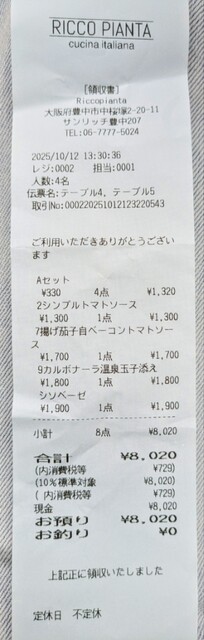 RICCO PIANTA
cucina italiana
[領収書]
Riccopianta
大阪府豊中市中桜塚2-20-11
サンリッチ豊中207
TEL:06-7777-5024
2025/10/12 13:30:36
レジ:0002 担当:0001
人数:4名
伝票名:テーブル4, テーブル5
取引No:000220251012123220543
ご利用いただきありがとうござい
ます
Aセット
¥330 4点 ¥1,320
2シンプルトマトソース
¥1,300 1点 ¥1,300
7揚げ茄子自ベーコントマトソー
ス
¥1,700 1点 ¥1,700
9カルボナーラ温泉玉子添え
¥1,800 1点 ¥1,800
シソベーゼ
¥1,900 1点 ¥1,900
小計 8点 ¥8,020
合計 ¥8,020
(内消費税等 ¥729)
(10%標準対象 ¥8,020)
(内消費税等 ¥729)
現金 ¥8,020
お預り ¥8,020
お釣り ¥0
上記正に領収いたしました
定休日 不定休